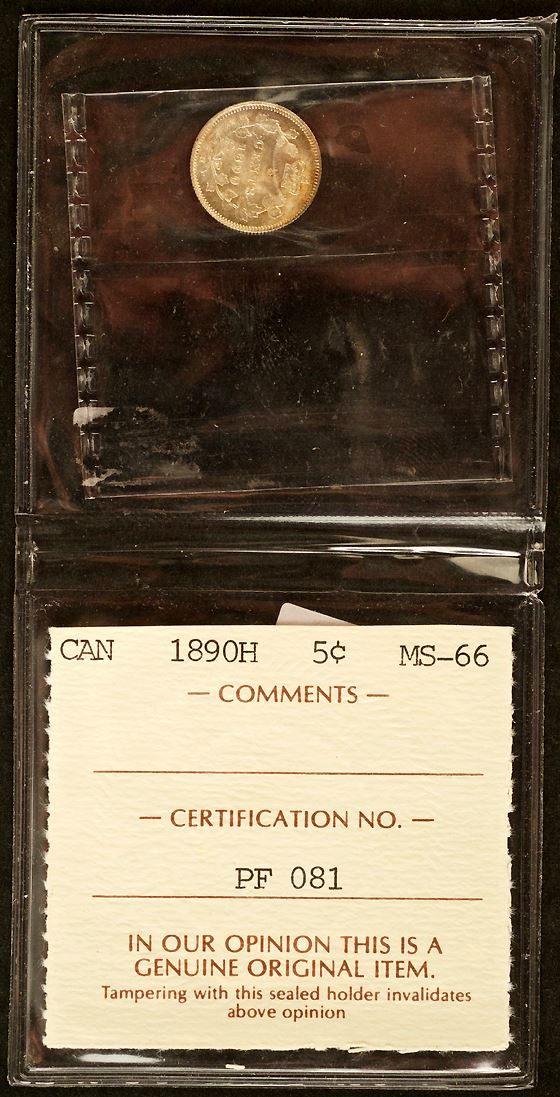 CAN 1890H 5¢ MS-66
— COMMENTS —
— CERTIFICATION NO. —
PF 081
IN OUR OPINION THIS IS A
GENUINE ORIGINAL ITEM.
Tampering with this sealed holder invalidates
above opinion